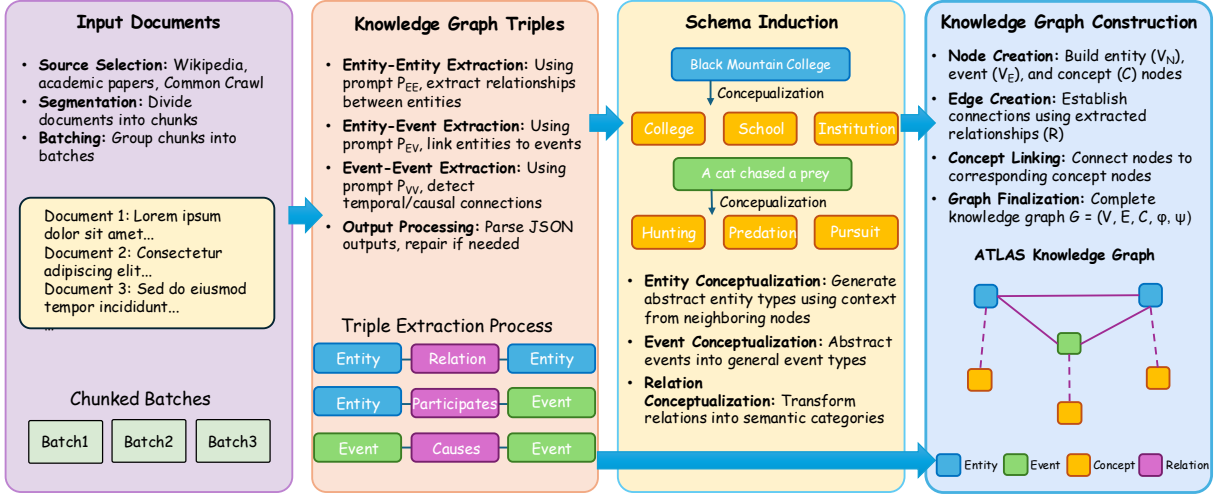 Input Documents
• Source Selection: Wikipedia,
academic papers, Common Crawl
• Segmentation: Divide
documents into chunks
• Batching: Group chunks into
batches
Document 1: Lorem ipsum
dolor sit amet...
Document 2: Consectetur
adipiscing elit...
Document 3: Sed do eiusmod
tempor incididunt...
...
Chunked Batches
Batch1
Batch2
Batch3
Knowledge Graph Triples
• Entity-Entity Extraction: Using
prompt P_EE, extract relationships
between entities
• Entity-Event Extraction: Using
prompt P_EV, link entities to events
• Event-Event Extraction: Using
prompt P_VV, detect
temporal/causal connections
• Output Processing: Parse JSON
outputs, repair if needed
Triple Extraction Process
Entity Relation Entity
Entity Participates Event
Event Causes Event
Schema Induction
Black Mountain College
Concepualization
College School Institution
A cat chased a prey
Concepualization
Hunting Predation Pursuit
• Entity Conceptualization: Generate
abstract entity types using context
from neighboring nodes
• Event Conceptualization: Abstract
events into general event types
• Relation
Conceptualization: Transform
relations into semantic categories
Knowledge Graph Construction
• Node Creation: Build entity (V_N),
event (V_E), and concept (C) nodes
• Edge Creation: Establish
connections using extracted
relationships (R)
• Concept Linking: Connect nodes to
corresponding concept nodes
• Graph Finalization: Complete
knowledge graph G = (V, E, C, φ, ψ)
ATLAS Knowledge Graph
Entity Event Concept Relation